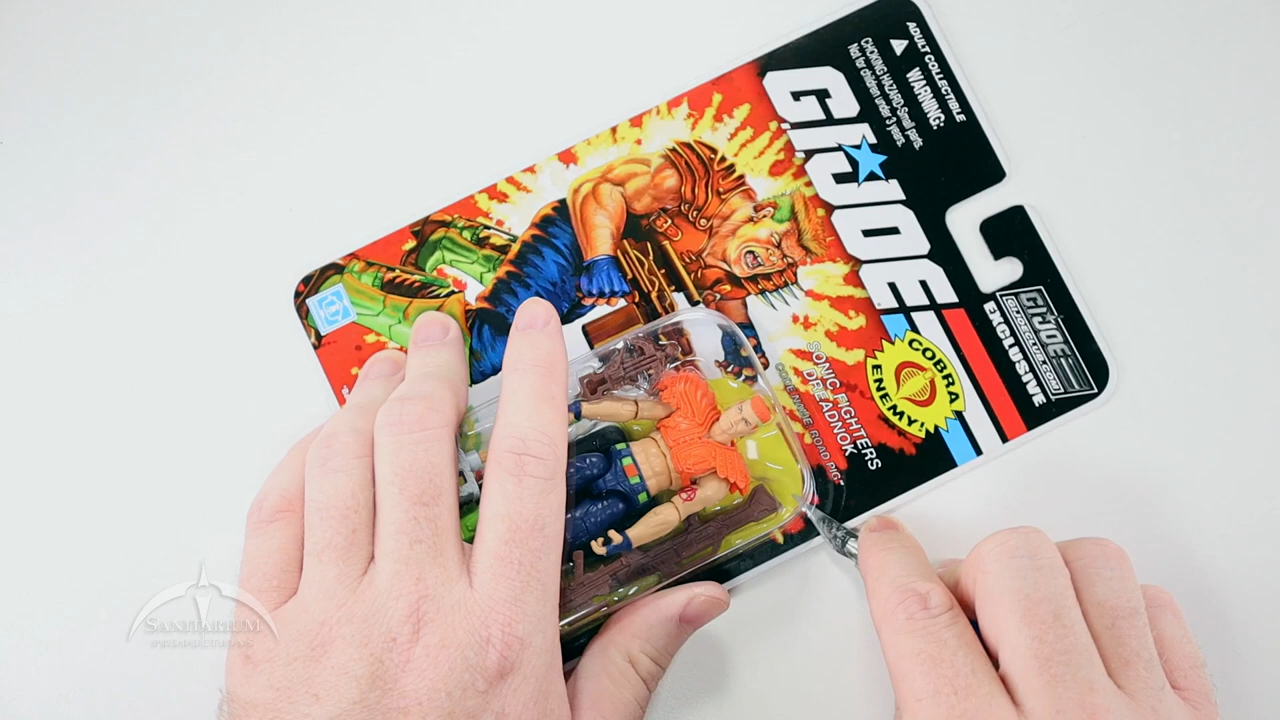 ADULT COLLECTIBLE
WARNING:
CHOKING HAZARD-Small parts.
Not for children under 3 years.
G.I. JOE
G.I. JOE
GIJOECLUB.COM
EXCLUSIVE
COBRA
ENEMY!
SONIC FIGHTERS
DREADNOK
CODE NAME: ROAD PIG®
SANITARIUM
PRODUCTIONS